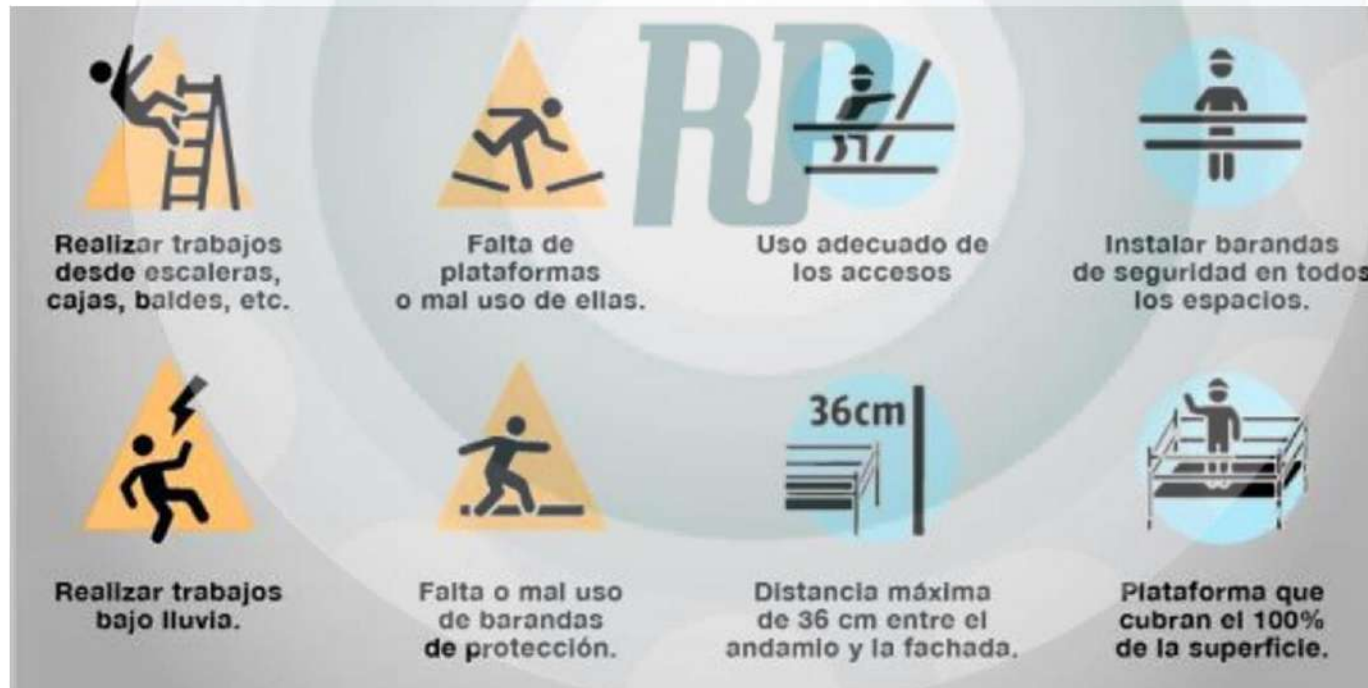 RP
Realizar trabajos
desde escaleras,
cajas, baldes, etc.
Falta de
plataformas
o mal uso de ellas.
Uso adecuado de
los accesos
Instalar barandas
de seguridad en todos
los espacios.
Realizar trabajos
bajo lluvia.
Falta o mal uso
de barandas
de protección.
36cm
Distancia máxima
de 36 cm entre el
andamio y la fachada.
Plataforma que
cubran el 100%
de la superficie.